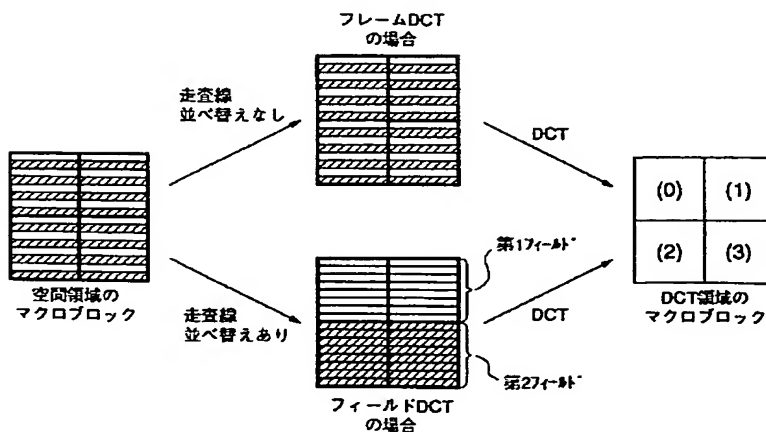 フレームDCT
の場合
走査線
並べ替えなし
DCT
空間領域の
マクロブロック
(0)
(1)
(2)
(3)
DCT領域の
マクロブロック
第1フィールド
走査線
並べ替えあり
DCT
第2フィールド
フィールドDCT
の場合